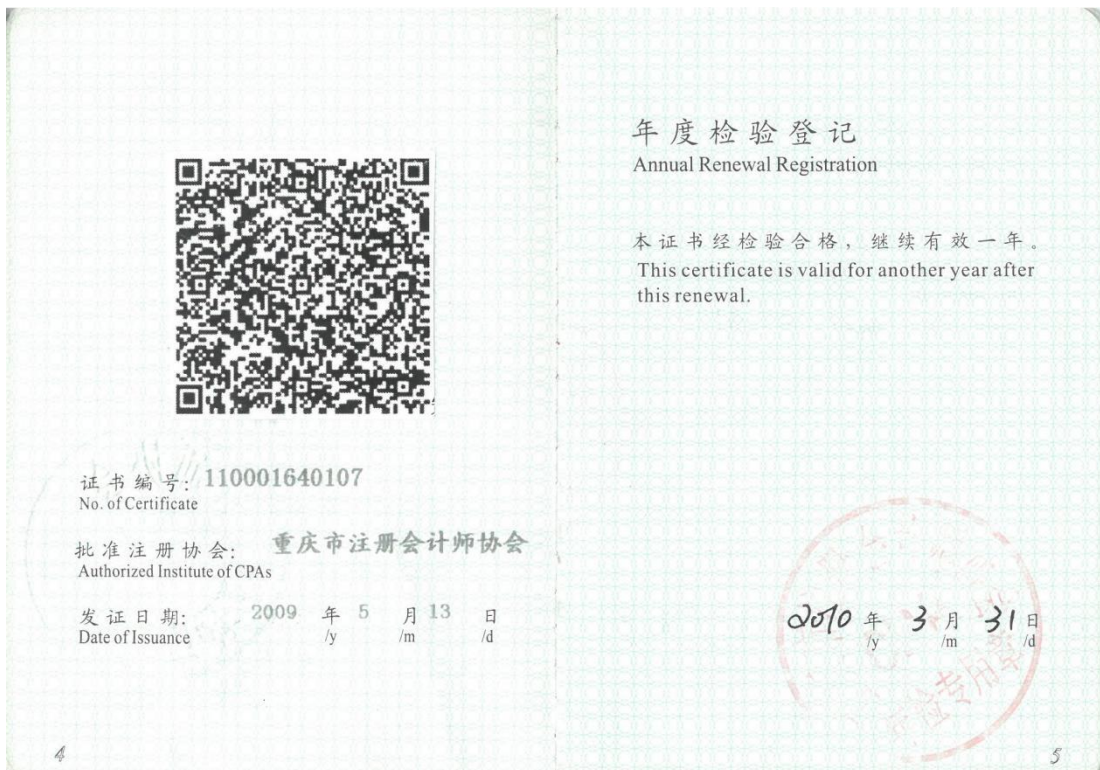 证书编号: 110001640107
No. of Certificate
批准注册协会: 重庆市注册会计师协会
Authorized Institute of CPAs
发证日期: 2009 年 5 月 13 日
Date of Issuance /y /m /d
4
年度检验登记
Annual Renewal Registration
本证书经检验合格，继续有效一年。
This certificate is valid for another year after
this renewal.
2010 年 3 月 31 日
/y /m /d
检专用章
5